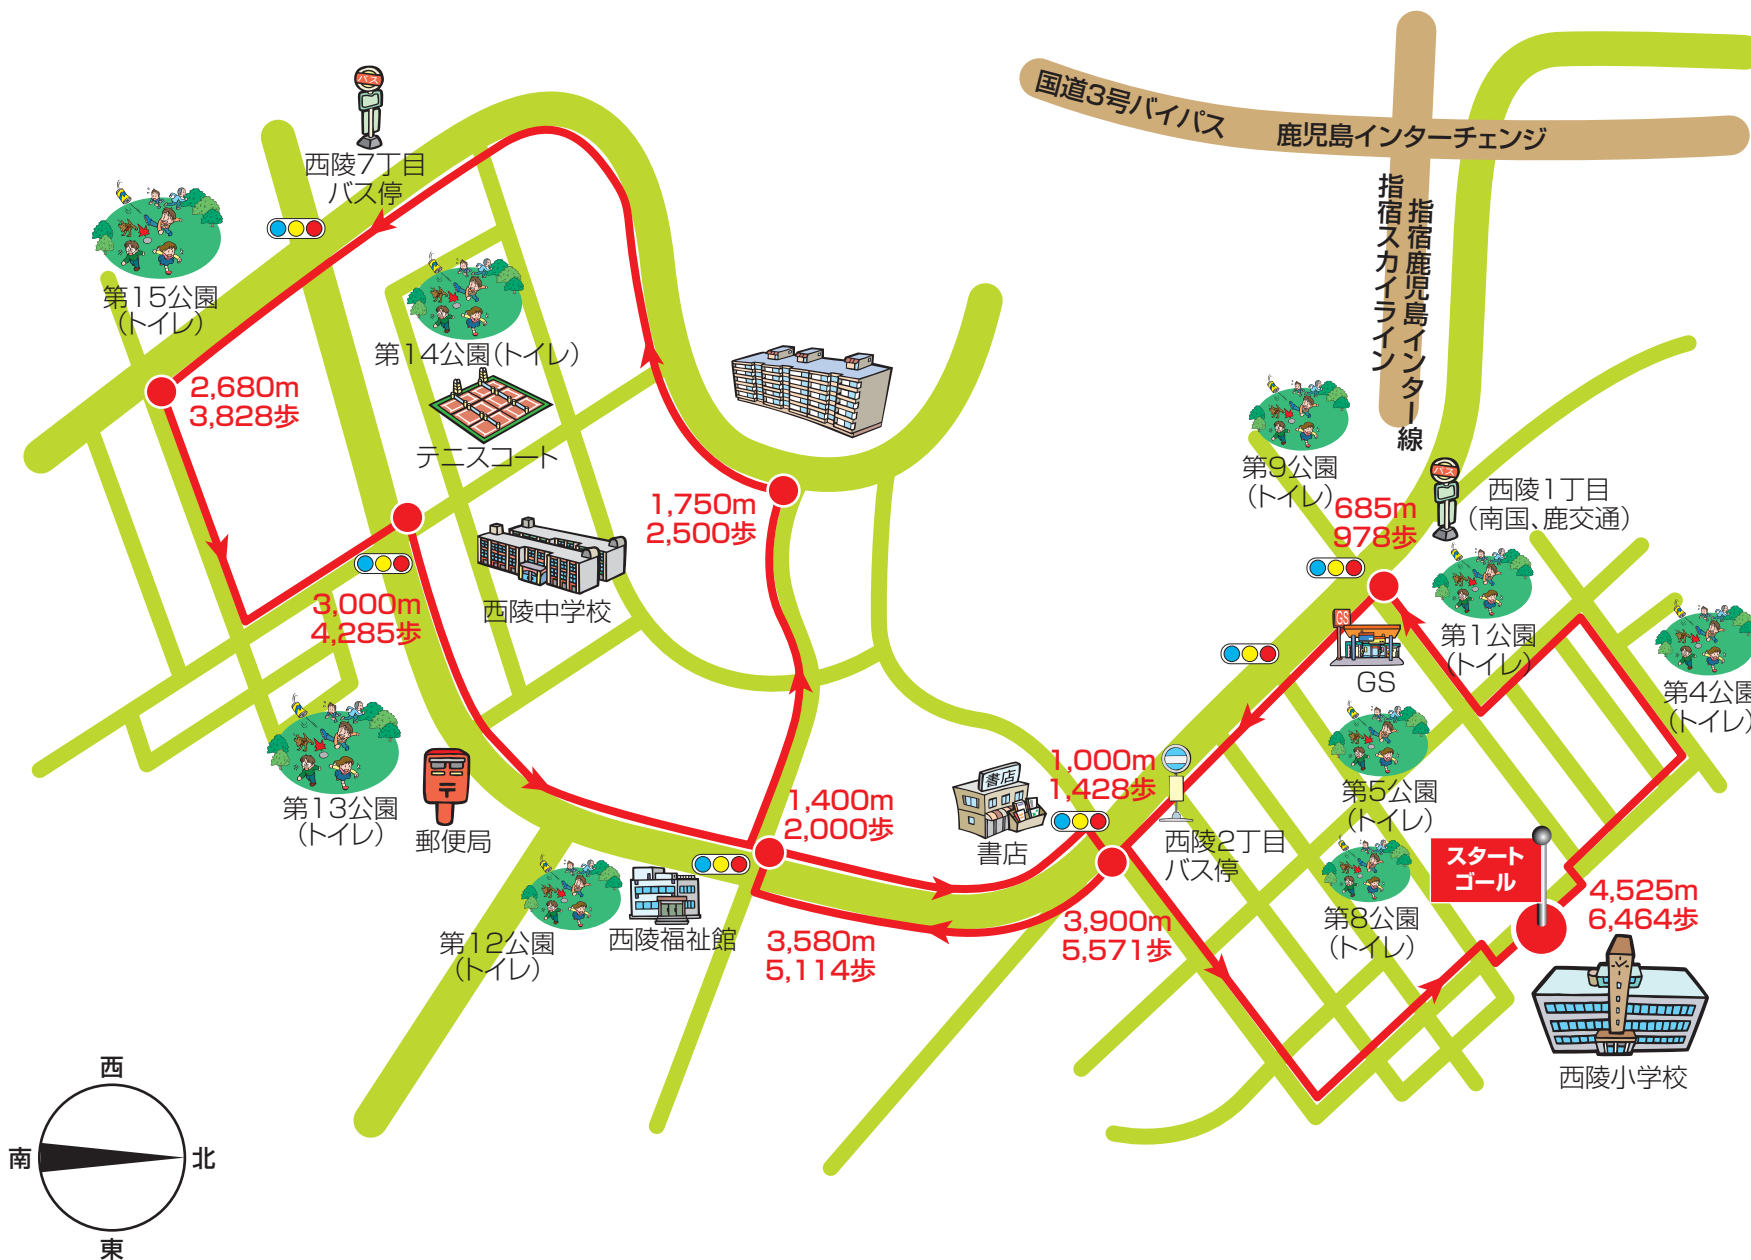 国道3号バイパス
鹿児島インターチェンジ
指宿スカイライン
指宿鹿児島インター線
バス
西陵7丁目
バス停
第15公園
(トイレ)
第14公園(トイレ)
2,680m
3,828歩
テニスコート
1,750m
2,500歩
第9公園
(トイレ)
685m
978歩
バス
西陵1丁目
(南国、鹿交通)
3,000m
4,285歩
西陵中学校
GS
GS
第1公園
(トイレ)
第4公園
(トイレ)
第13公園
(トイレ)
〒
郵便局
1,400m
2,000歩
書店
書店
1,000m
1,428歩
西陵2丁目
バス停
第5公園
(トイレ)
スタート
ゴール
第8公園
(トイレ)
4,525m
6,464歩
第12公園
(トイレ)
西陵福祉館
3,580m
5,114歩
3,900m
5,571歩
西陵小学校
西
南
北
東